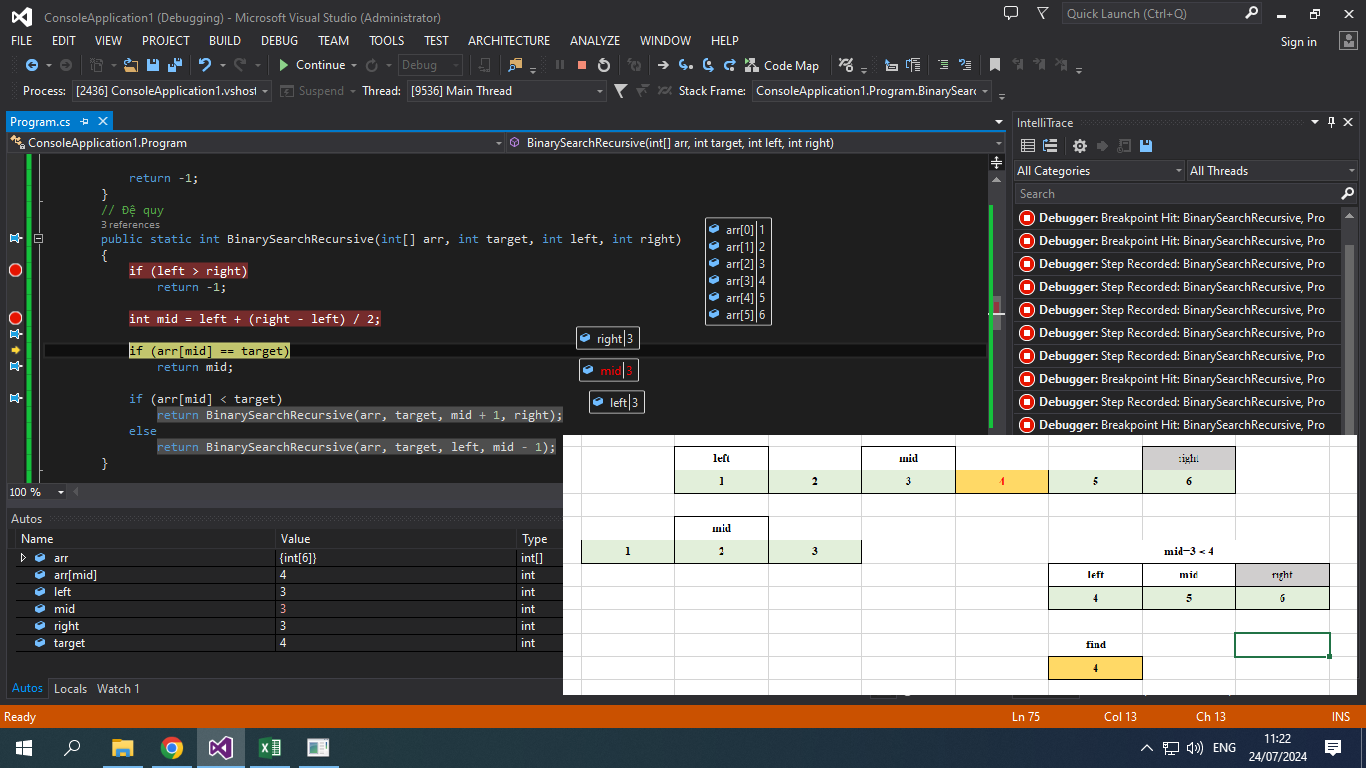 ConsoleApplication1 (Debugging) - Microsoft Visual Studio (Administrator)
Quick Launch (Ctrl+Q)
FILE EDIT VIEW PROJECT BUILD DEBUG TEAM TOOLS TEST ARCHITECTURE ANALYZE WINDOW HELP
Sign in
Continue Debug Code Map
Process: [2436] ConsoleApplication1.vshost Suspend Thread: [9536] Main Thread Stack Frame: ConsoleApplication1.Program.BinarySearc
Program.cs
ConsoleApplication1.Program BinarySearchRecursive(int[] arr, int target, int left, int right)
return -1;
}
// Đệ quy
3 references
public static int BinarySearchRecursive(int[] arr, int target, int left, int right)
{
if (left > right)
return -1;
int mid = left + (right - left) / 2;
if (arr[mid] == target)
return mid;
if (arr[mid] < target)
return BinarySearchRecursive(arr, target, mid + 1, right);
else
return BinarySearchRecursive(arr, target, left, mid - 1);
}
arr[0] 1
arr[1] 2
arr[2] 3
arr[3] 4
arr[4] 5
arr[5] 6
right 3
mid 3
left 3
100 %
IntelliTrace
All Categories All Threads
Search
Debugger: Breakpoint Hit: BinarySearchRecursive, Pro
Debugger: Breakpoint Hit: BinarySearchRecursive, Pro
Debugger: Step Recorded: BinarySearchRecursive, Pro
Debugger: Step Recorded: BinarySearchRecursive, Pro
Debugger: Step Recorded: BinarySearchRecursive, Pro
Debugger: Step Recorded: BinarySearchRecursive, Pro
Debugger: Step Recorded: BinarySearchRecursive, Pro
Debugger: Breakpoint Hit: BinarySearchRecursive, Pro
Debugger: Step Recorded: BinarySearchRecursive, Pro
Debugger: Breakpoint Hit: BinarySearchRecursive, Pro
Autos
Name Value Type
arr {int[6]} int[]
arr[mid] 4 int
left 3 int
mid 3 int
right 3 int
target 4 int
Autos Locals Watch 1
left mid right
1 2 3 4 5 6
mid
1 2 3
mid=3 < 4
left mid right
4 5 6
find
4
Ready Ln 75 Col 13 Ch 13 INS
ENG
11:22
24/07/2024